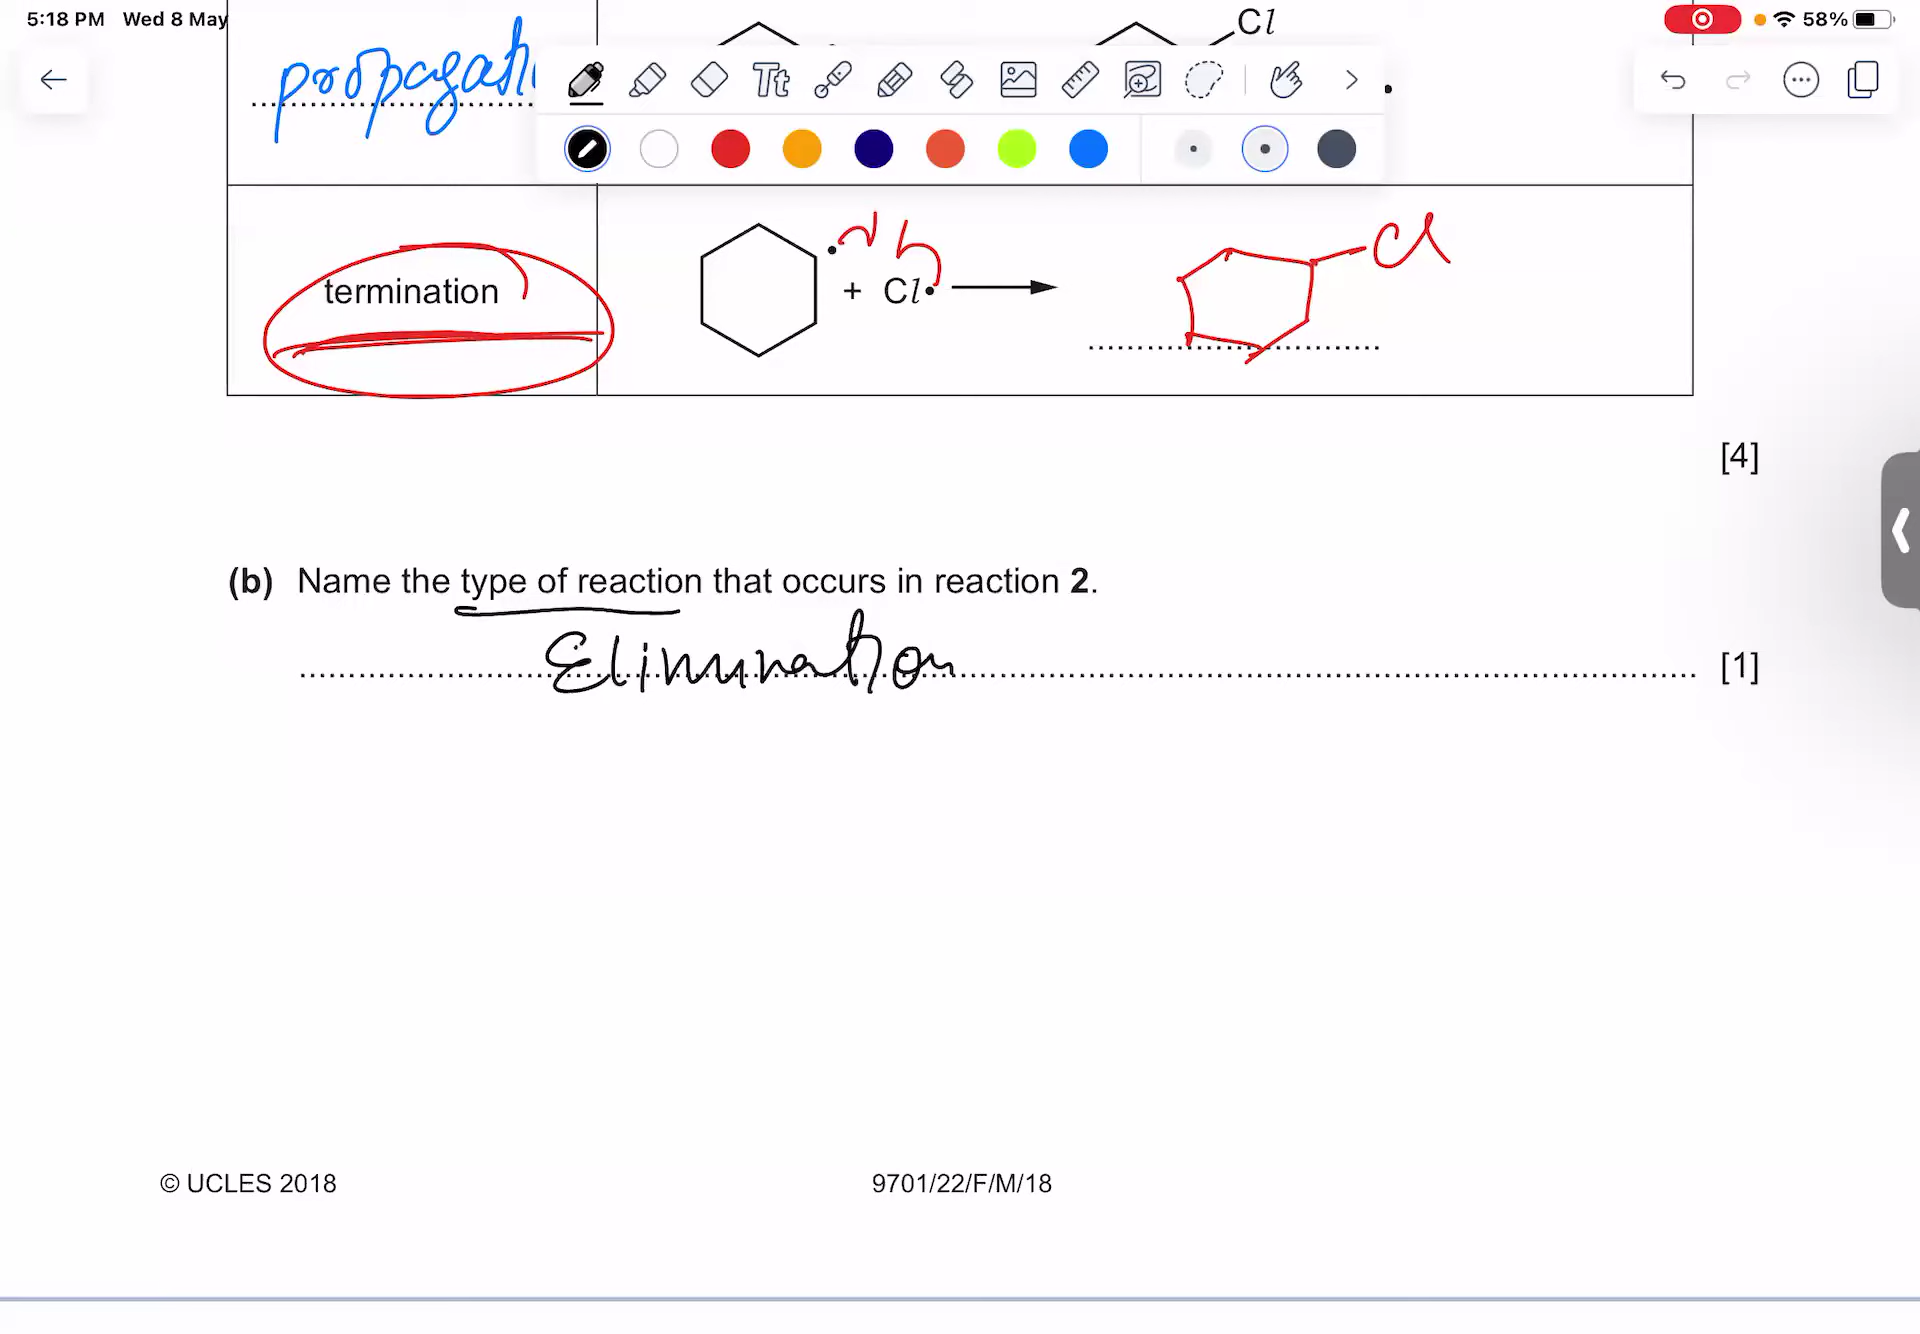 5:18 PM Wed 8 May
58%
Cl
Tt
termination
+ Cl•
Cl
[4]
(b) Name the type of reaction that occurs in reaction 2.
Elimination
[1]
© UCLES 2018
9701/22/F/M/18